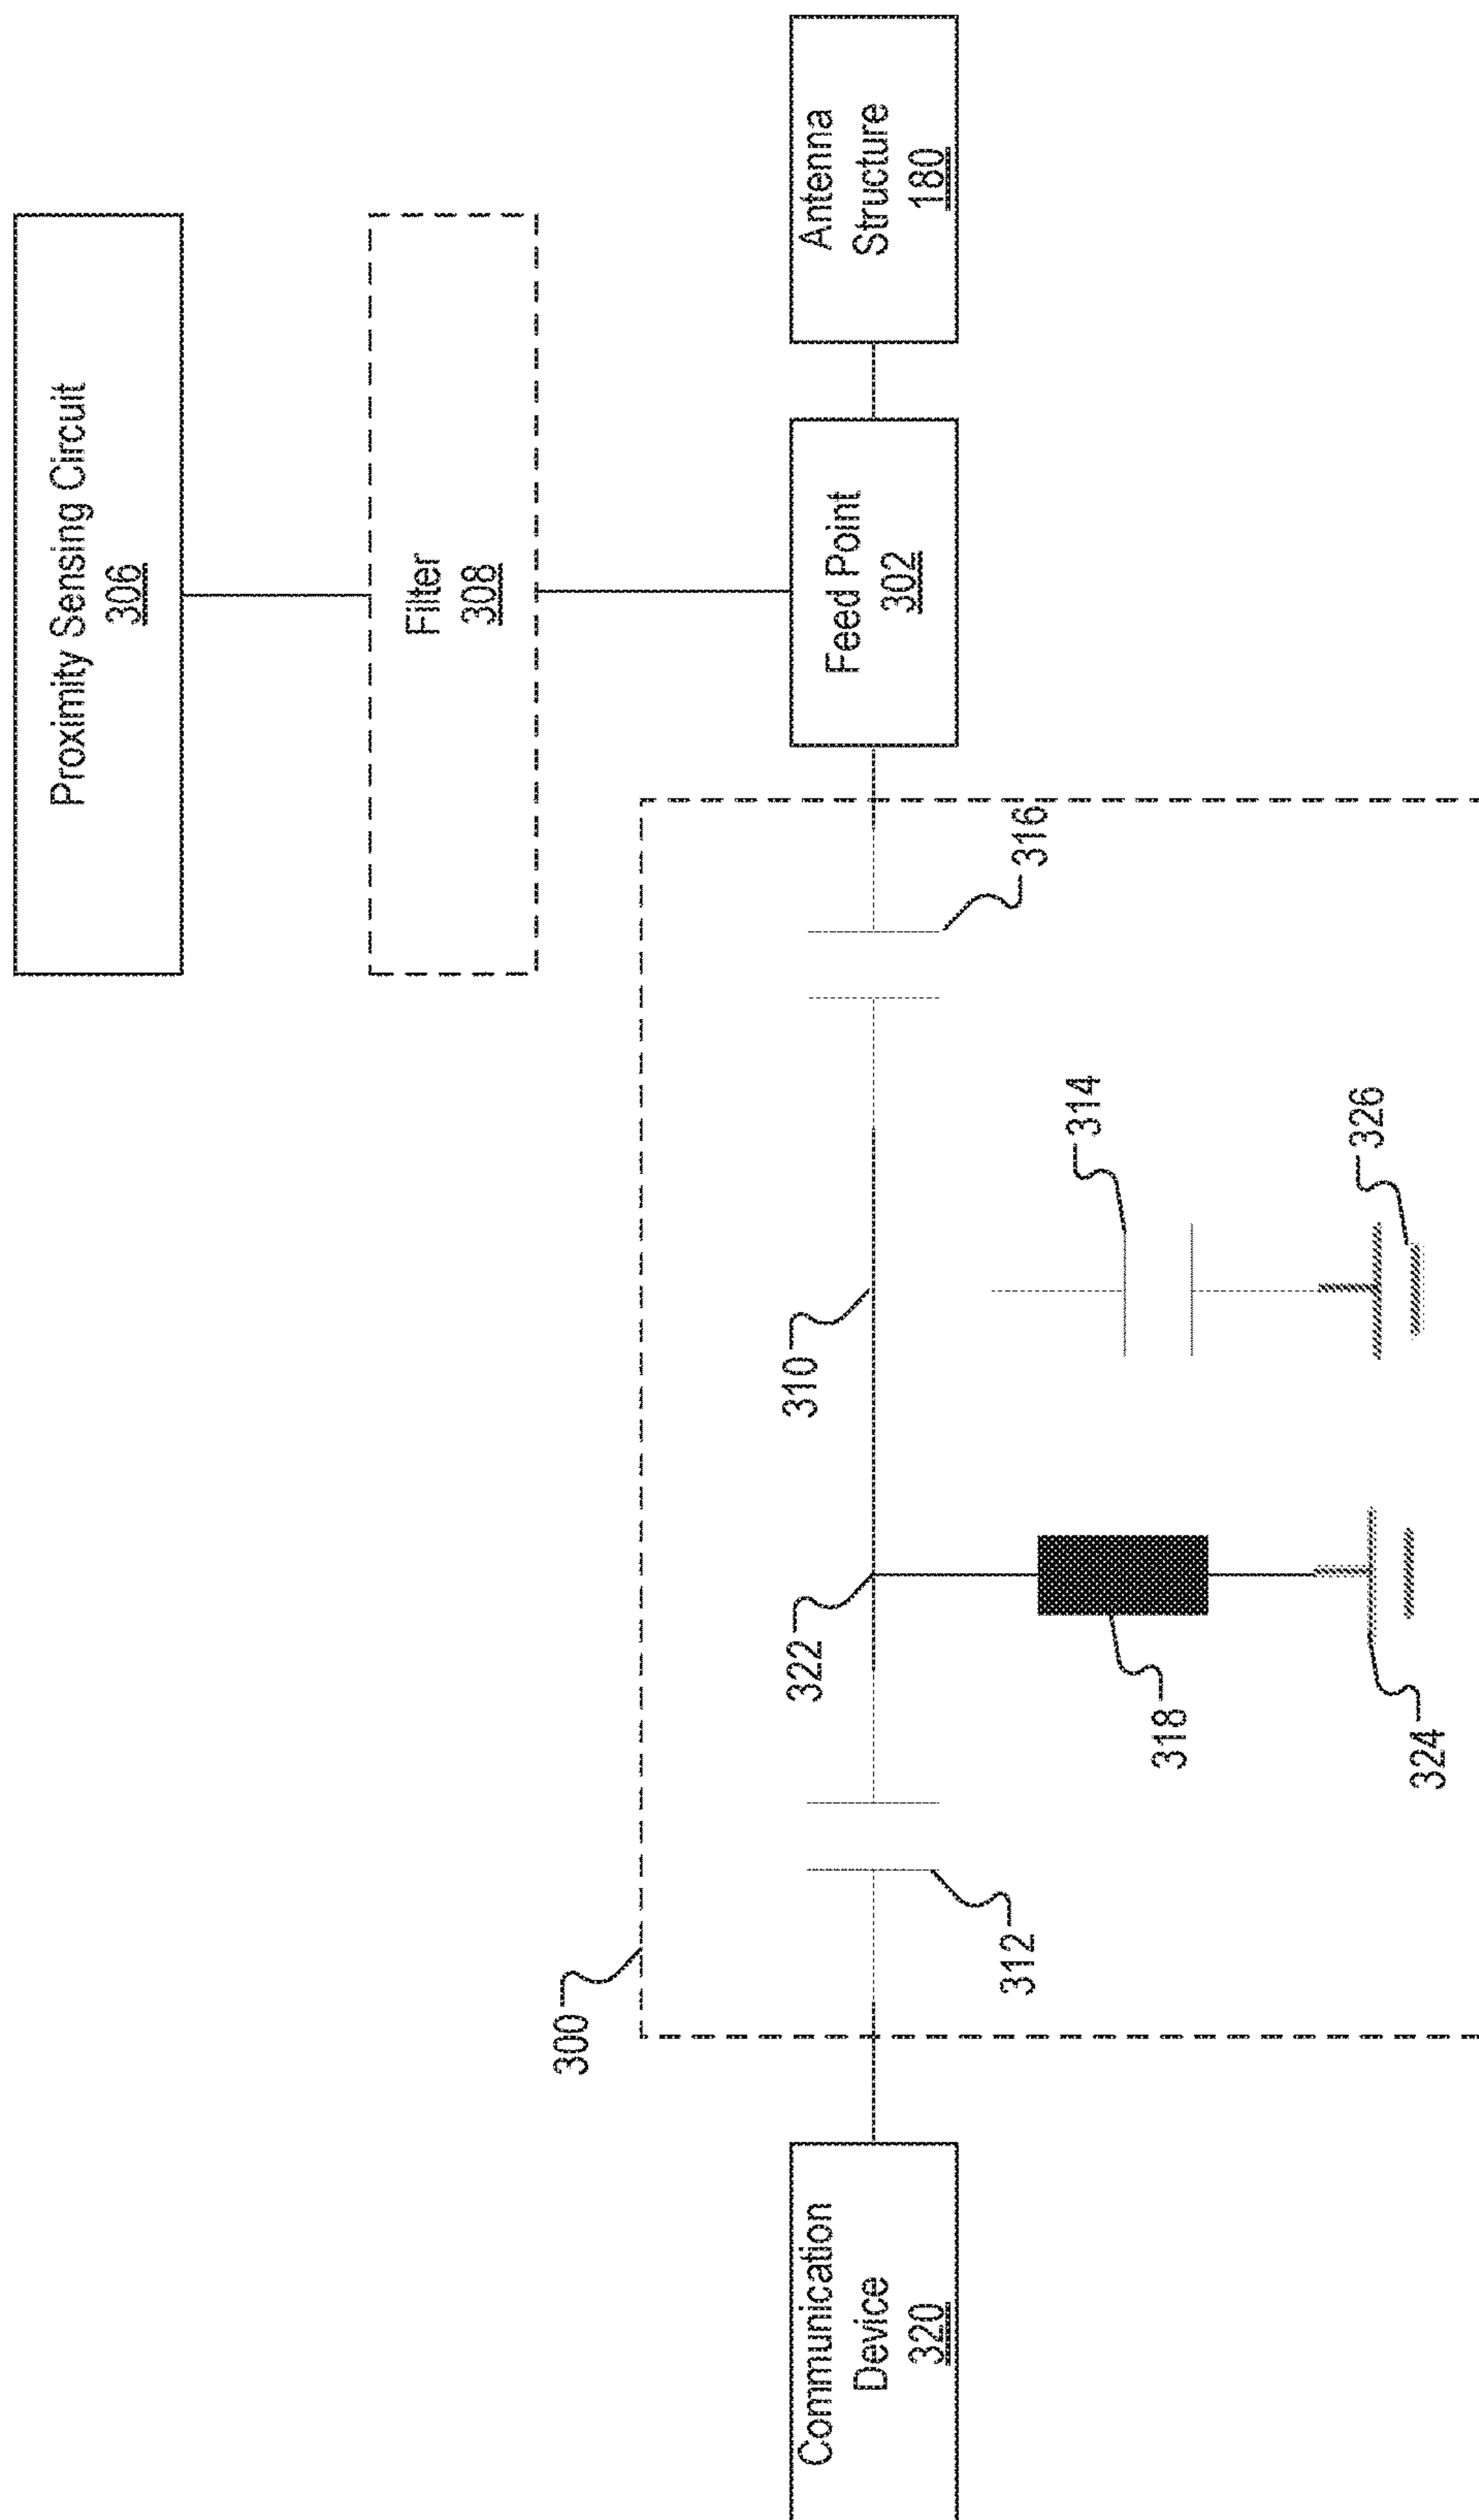 Proximity Sensing Circuit
306
Filter
308
Communication
Device
320
Feed Point
302
Antenna
Structure
180
300
322
310
312
316
314
318
324
326